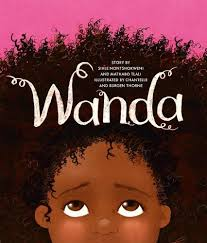 STORY BY
SIHLE NONTSHOKWENI
AND MATHABO TLALI
ILLUSTRATED BY CHANTELLE
AND BURGEN THORNE
Wanda